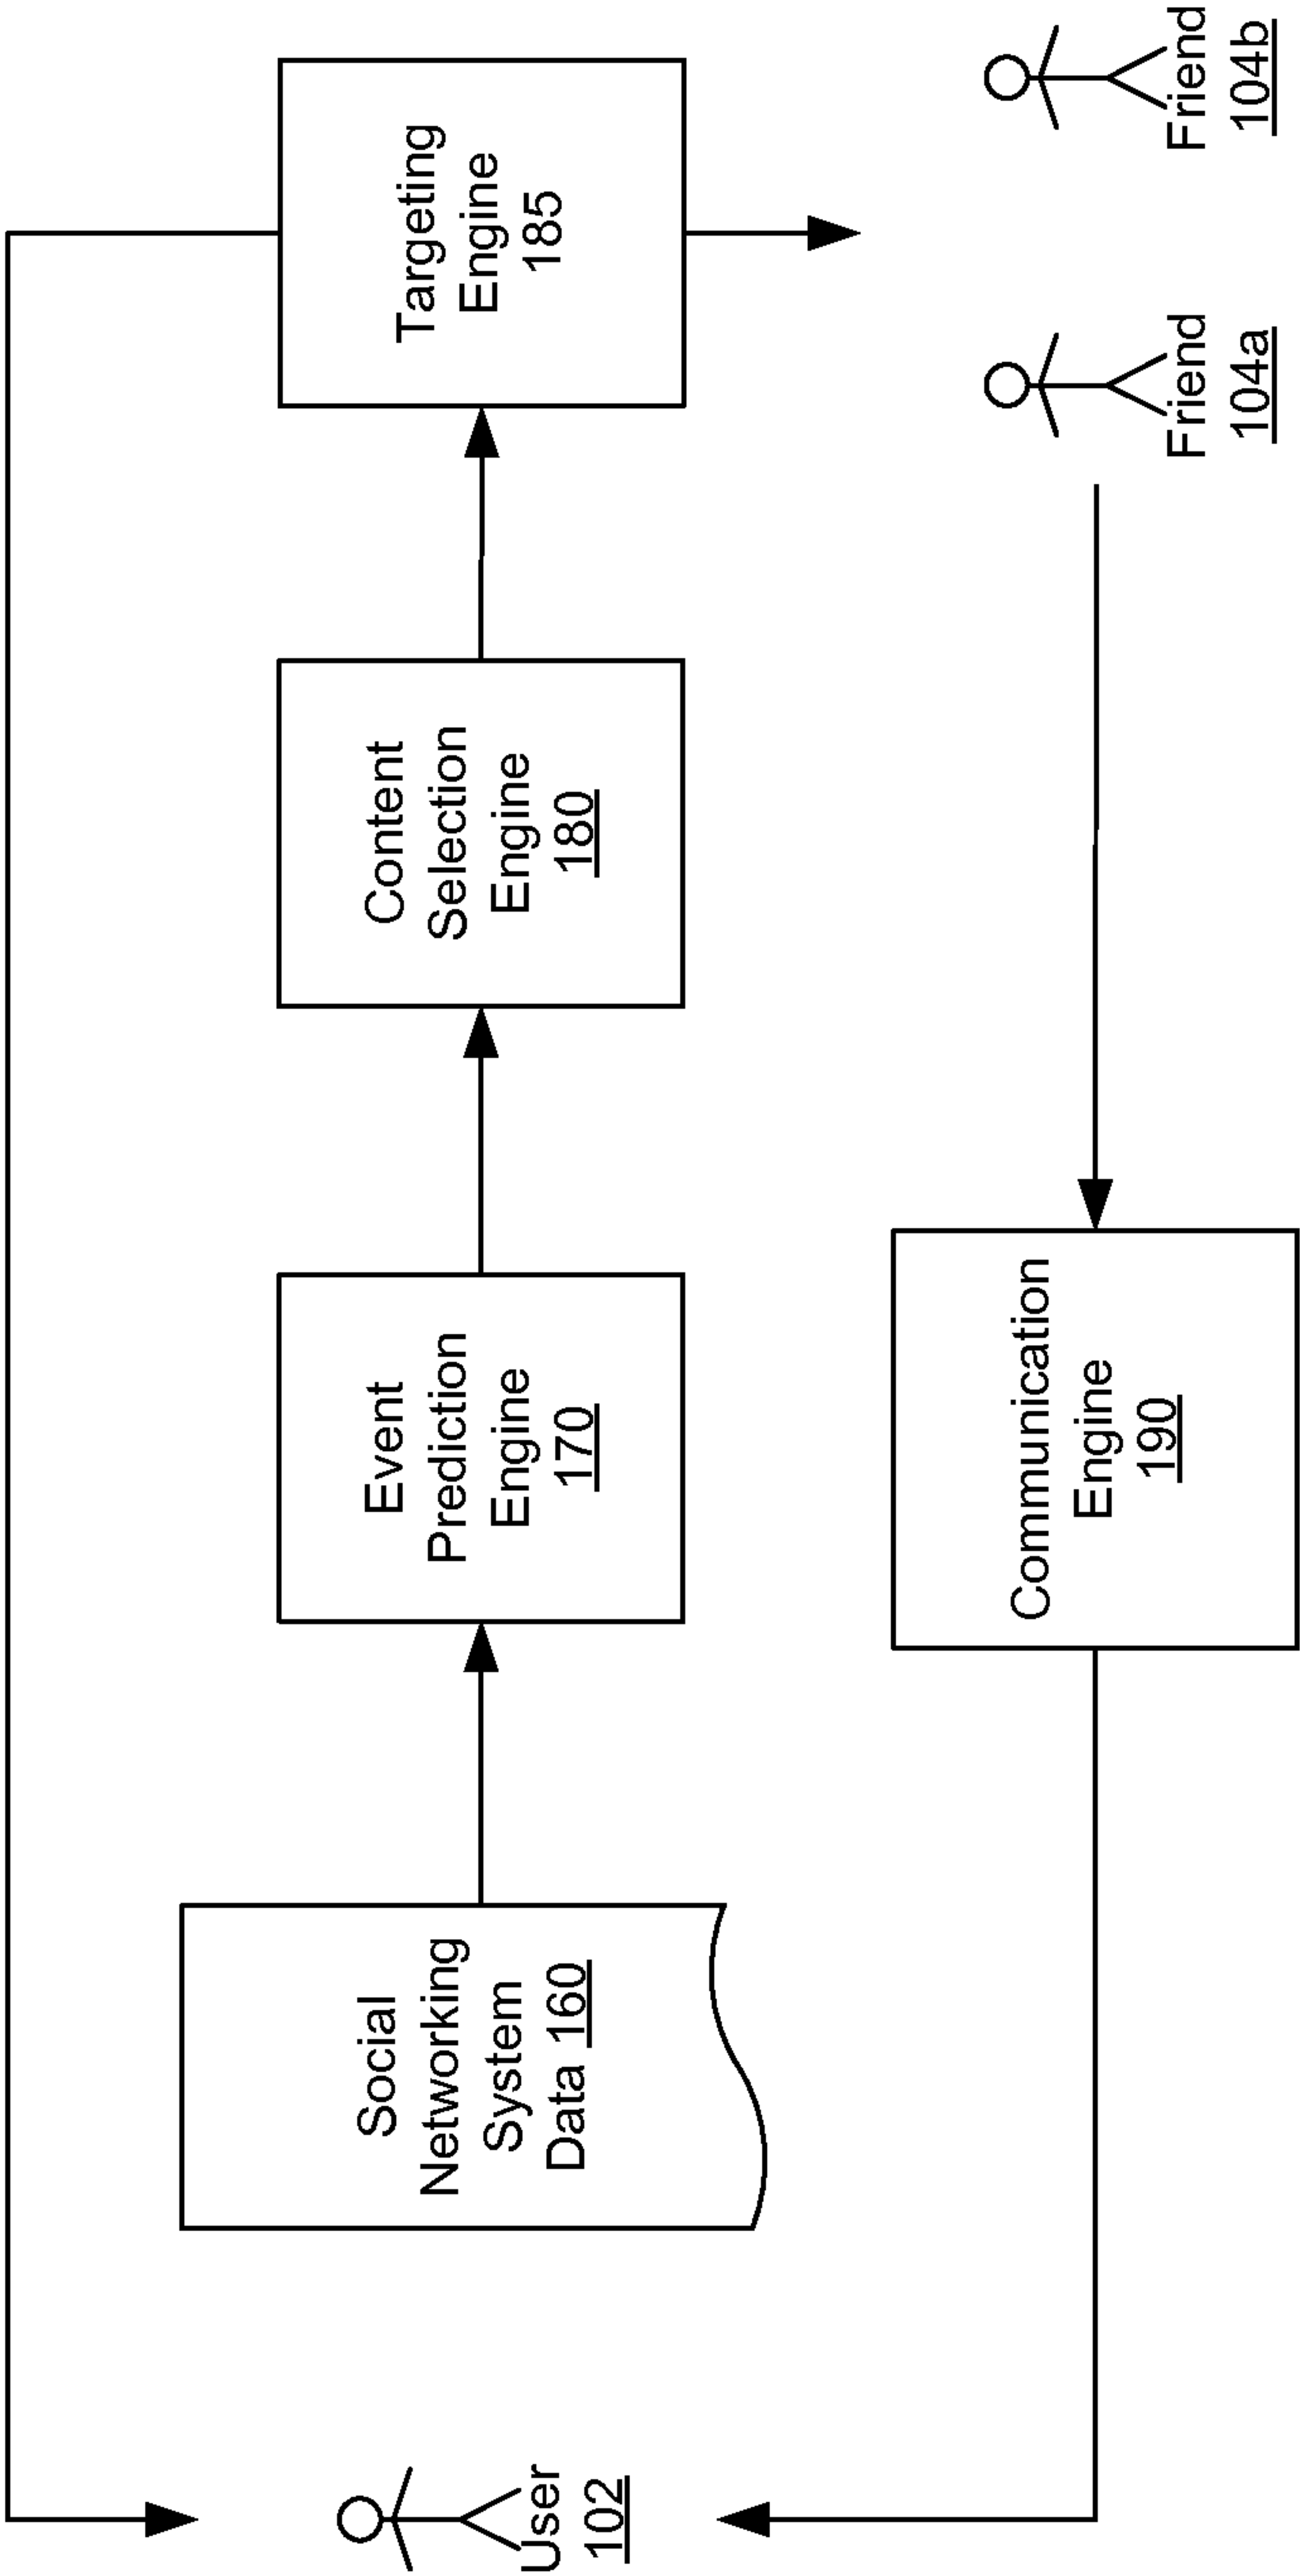 User
102
Social
Networking
System
Data 160
Event
Prediction
Engine
170
Content
Selection
Engine
180
Targeting
Engine
185
Communication
Engine
190
Friend
104a
Friend
104b